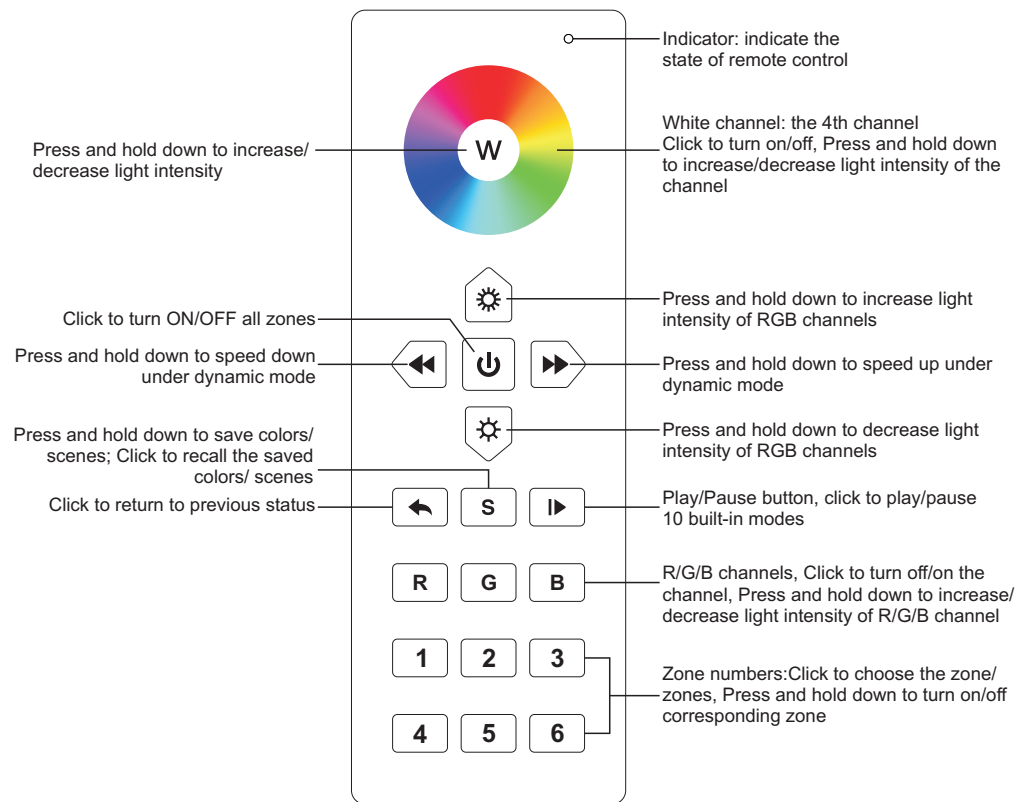 Indicator: indicate the
state of remote control
White channel: the 4th channel
Click to turn on/off, Press and hold down
to increase/decrease light intensity of the
channel
Press and hold down to increase/
decrease light intensity
W
Press and hold down to increase light
intensity of RGB channels
Click to turn ON/OFF all zones
Press and hold down to speed down
under dynamic mode
Press and hold down to speed up under
dynamic mode
Press and hold down to decrease light
intensity of RGB channels
Press and hold down to save colors/
scenes; Click to recall the saved
colors/ scenes
Click to return to previous status
S
Play/Pause button, click to play/pause
10 built-in modes
R G B
R/G/B channels, Click to turn off/on the
channel, Press and hold down to increase/
decrease light intensity of R/G/B channel
1 2 3
Zone numbers:Click to choose the zone/
zones, Press and hold down to turn on/off
corresponding zone
4 5 6